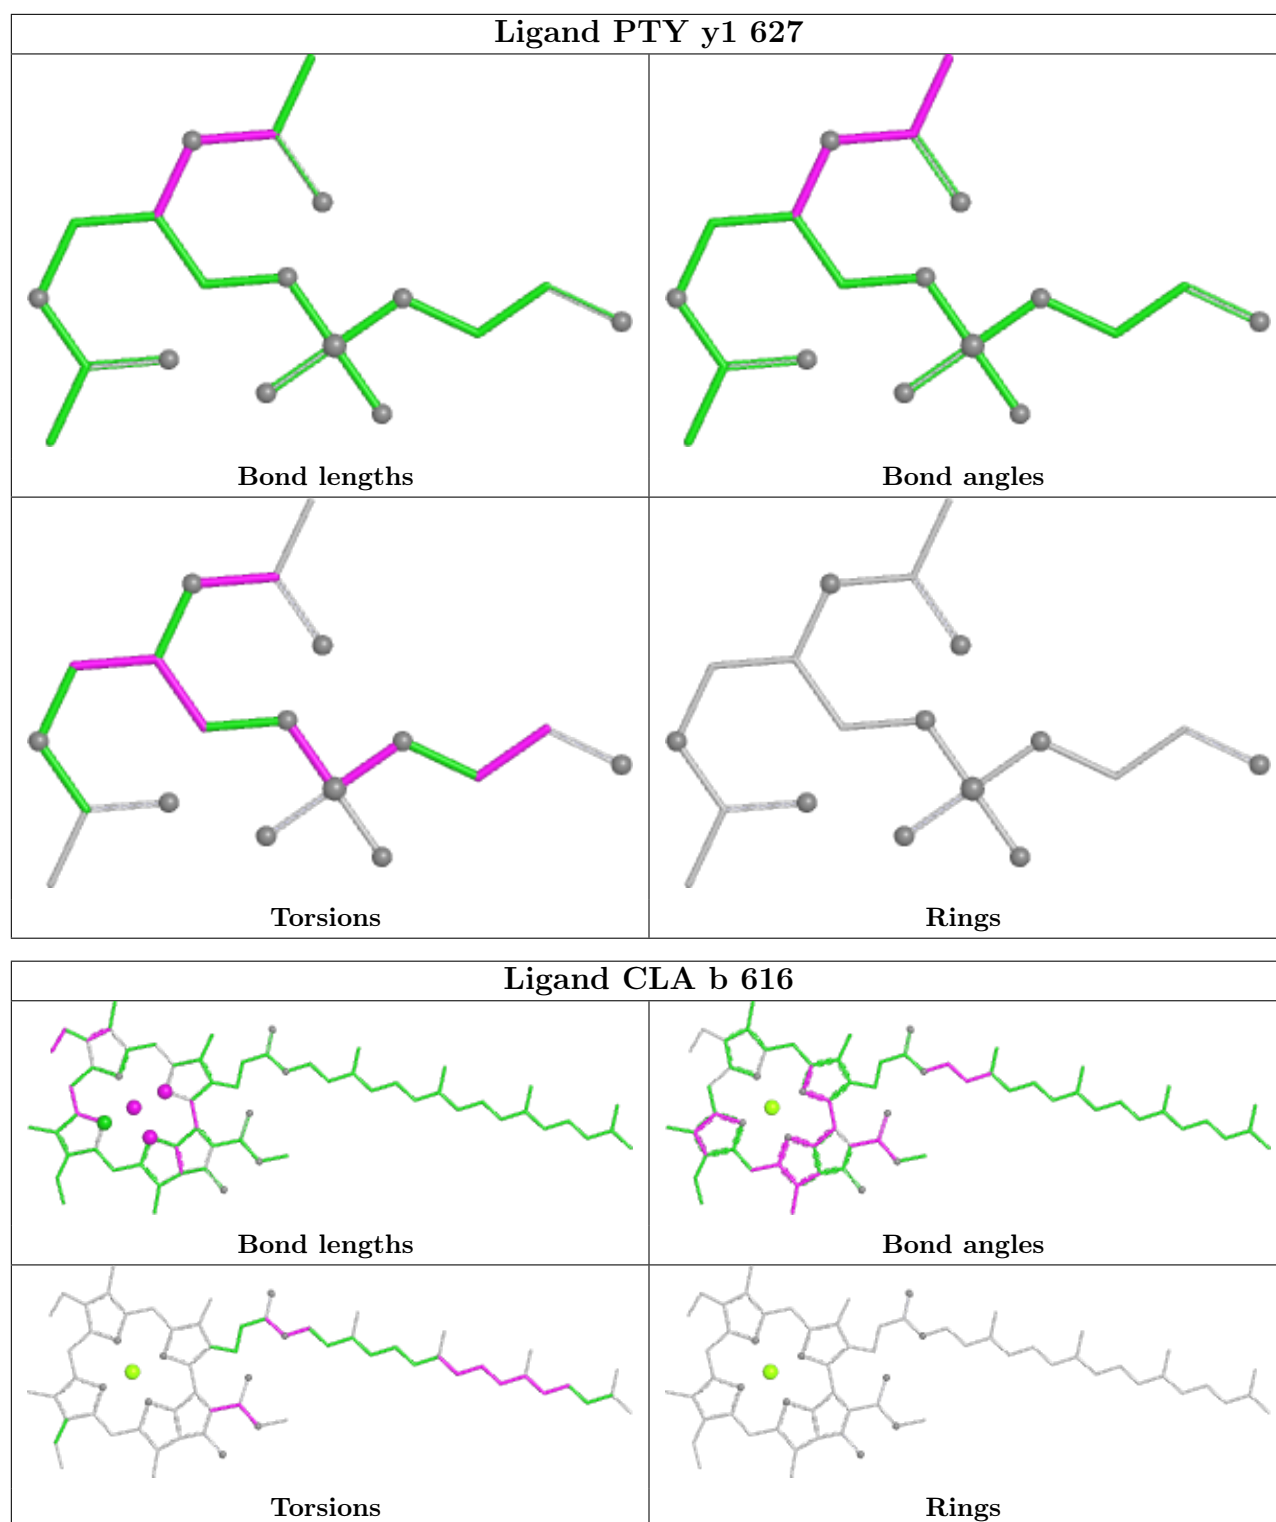 Ligand PTY y1 627
Bond lengths
Bond angles
Torsions
Rings
Ligand CLA b 616
Bond lengths
Bond angles
Torsions
Rings